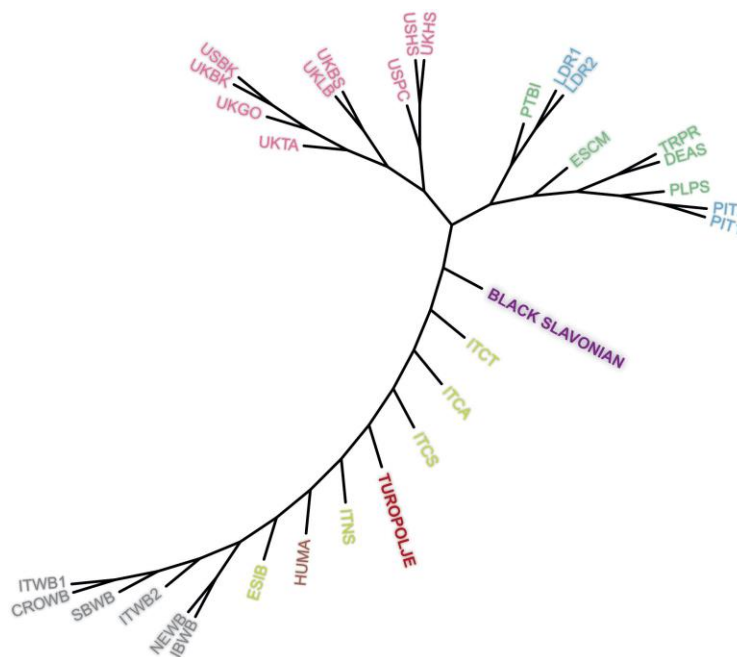 USHS
UKHS
USBK
UKBK
UKBS
UKLB
USPC
LDR1
LDR2
UKGO
PTBI
UKTA
ESCM
TRPR
DEAS
PLPS
PIT
BLACK SLAVONIAN
ITCT
ITCA
ITCS
TUROPOLJE
ITNS
HUMA
ESIB
ITWB1
CROWB
SBWB
ITWB2
NEWB
IBWB